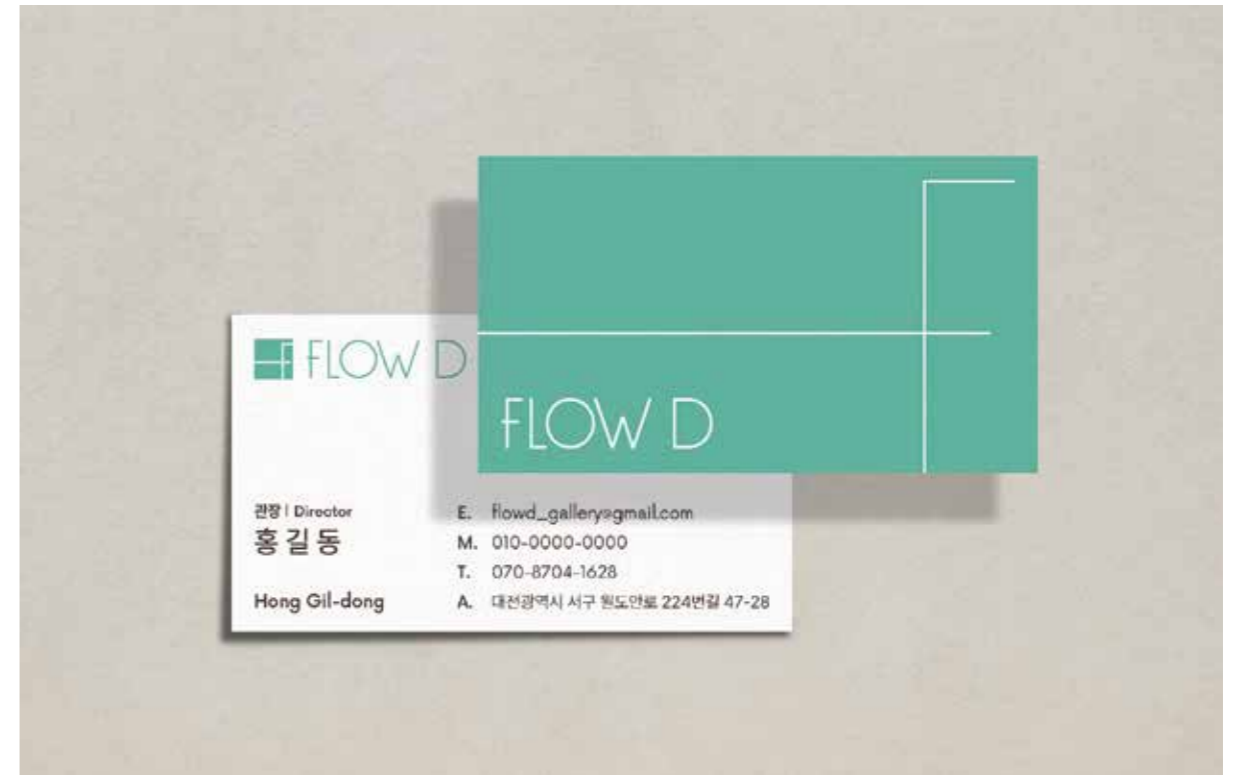 FLOW D
FLOW D
관장 | Director
홍길동
Hong Gil-dong
E. flowd_gallery@gmail.com
M. 010-0000-0000
T. 070-8704-1628
A. 대전광역시 서구 원도안로 224번길 47-28